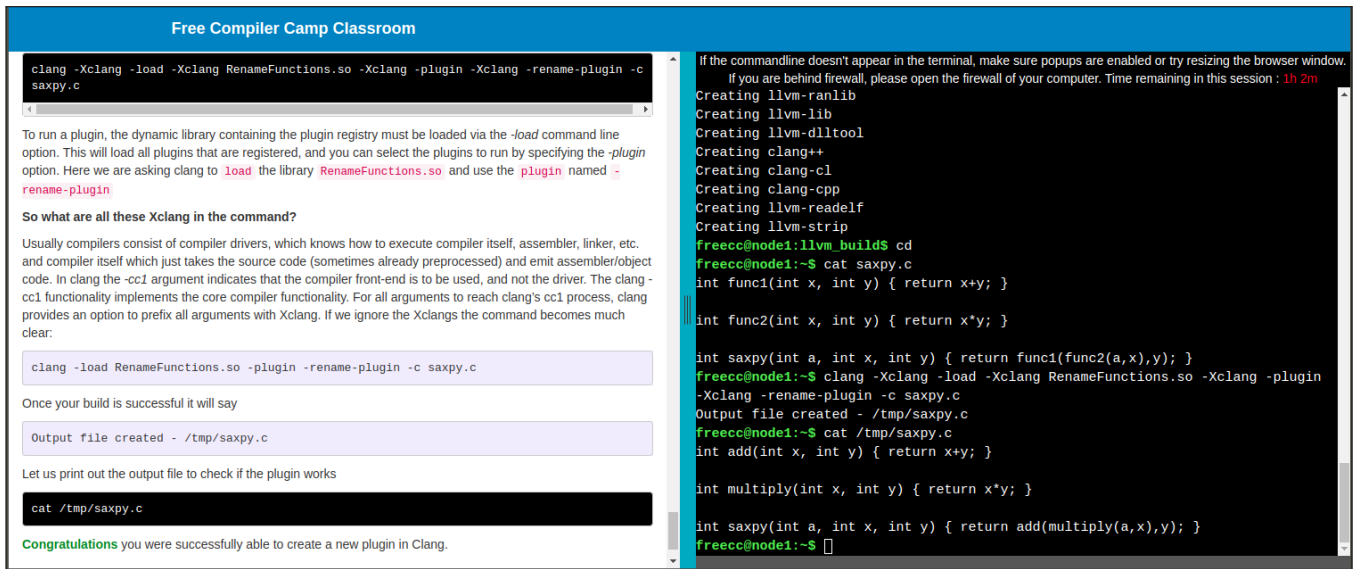 Free Compiler Camp Classroom
clang -Xclang -load -Xclang RenameFunctions.so -Xclang -plugin -Xclang -rename-plugin -c
saxpy.c
To run a plugin, the dynamic library containing the plugin registry must be loaded via the -load command line
option. This will load all plugins that are registered, and you can select the plugins to run by specifying the -plugin
option. Here we are asking clang to load the library RenameFunctions.so and use the plugin named -
rename-plugin
So what are all these Xclang in the command?
Usually compilers consist of compiler drivers, which knows how to execute compiler itself, assembler, linker, etc.
and compiler itself which just takes the source code (sometimes already preprocessed) and emit assembler/object
code. In clang the -cc1 argument indicates that the compiler front-end is to be used, and not the driver. The clang -
cc1 functionality implements the core compiler functionality. For all arguments to reach clang's cc1 process, clang
provides an option to prefix all arguments with Xclang. If we ignore the Xclangs the command becomes much
clear:
clang -load RenameFunctions.so -plugin -rename-plugin -c saxpy.c
Once your build is successful it will say
Output file created - /tmp/saxpy.c
Let us print out the output file to check if the plugin works
cat /tmp/saxpy.c
Congratulations you were successfully able to create a new plugin in Clang.
If the commandline doesn't appear in the terminal, make sure popups are enabled or try resizing the browser window.
If you are behind firewall, please open the firewall of your computer. Time remaining in this session : 1h 2m
Creating llvm-ranlib
Creating llvm-lib
Creating llvm-dlltool
Creating clang++
Creating clang-cl
Creating clang-cpp
Creating llvm-readelf
Creating llvm-strip
freecc@node1:llvm_build$ cd
freecc@node1:~$ cat saxpy.c
int func1(int x, int y) { return x+y; }
int func2(int x, int y) { return x*y; }
int saxpy(int a, int x, int y) { return func1(func2(a,x),y); }
freecc@node1:~$ clang -Xclang -load -Xclang RenameFunctions.so -Xclang -plugin
-Xclang -rename-plugin -c saxpy.c
Output file created - /tmp/saxpy.c
freecc@node1:~$ cat /tmp/saxpy.c
int add(int x, int y) { return x+y; }
int multiply(int x, int y) { return x*y; }
int saxpy(int a, int x, int y) { return add(multiply(a,x),y); }
freecc@node1:~$